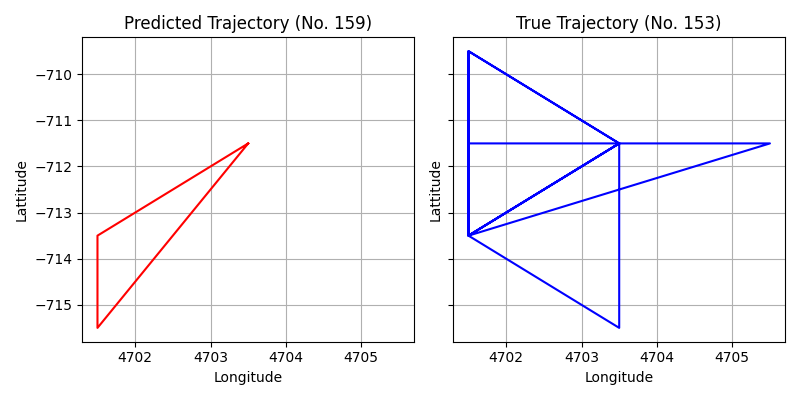 Predicted Trajectory (No. 159)
True Trajectory (No. 153)
−710
−711
−712
−713
−714
−715
Lattitude
Lattitude
4702
4703
4704
4705
4702
4703
4704
4705
Longitude
Longitude